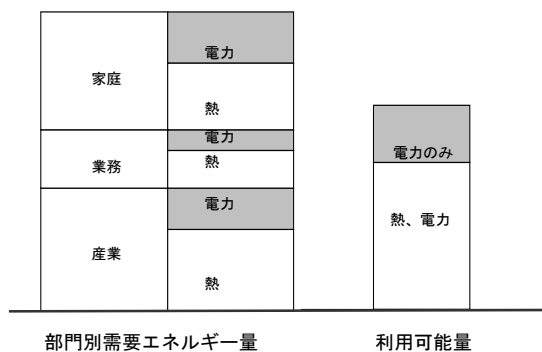 電力
家庭
熱
電力
業務
熱
電力
産業
熱
電力のみ
熱、電力
部門別需要エネルギー量
利用可能量